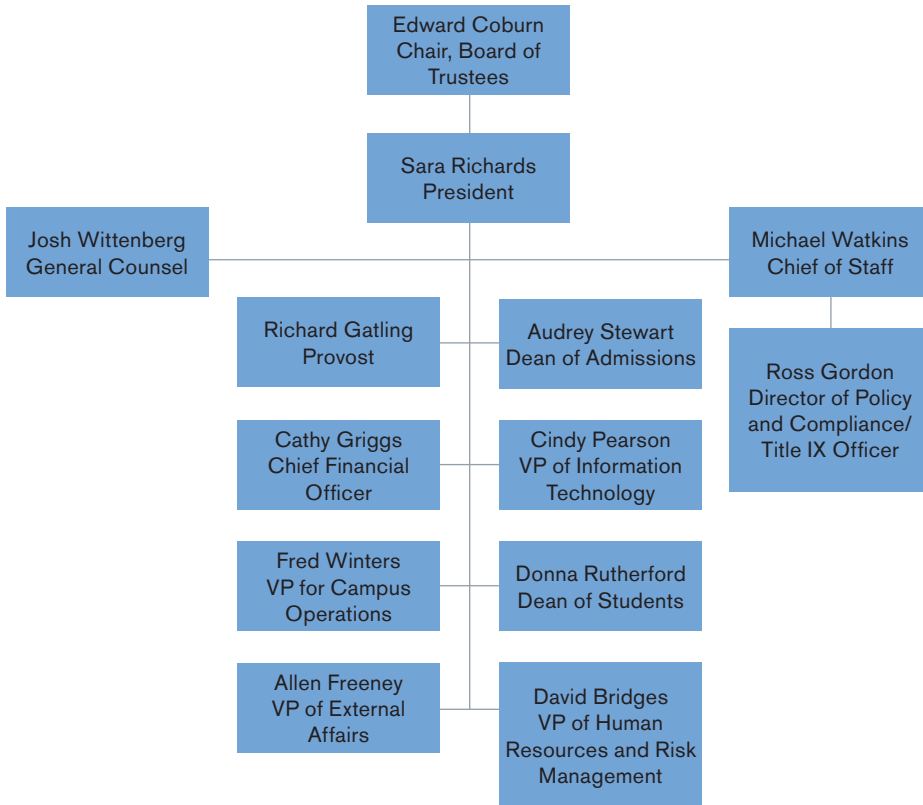 Edward Coburn
Chair, Board of
Trustees
Sara Richards
President
Josh Wittenberg
General Counsel
Michael Watkins
Chief of Staff
Richard Gatling
Provost
Audrey Stewart
Dean of Admissions
Ross Gordon
Director of Policy
and Compliance/
Title IX Officer
Cathy Griggs
Chief Financial
Officer
Cindy Pearson
VP of Information
Technology
Fred Winters
VP for Campus
Operations
Donna Rutherford
Dean of Students
Allen Freeney
VP of External
Affairs
David Bridges
VP of Human
Resources and Risk
Management